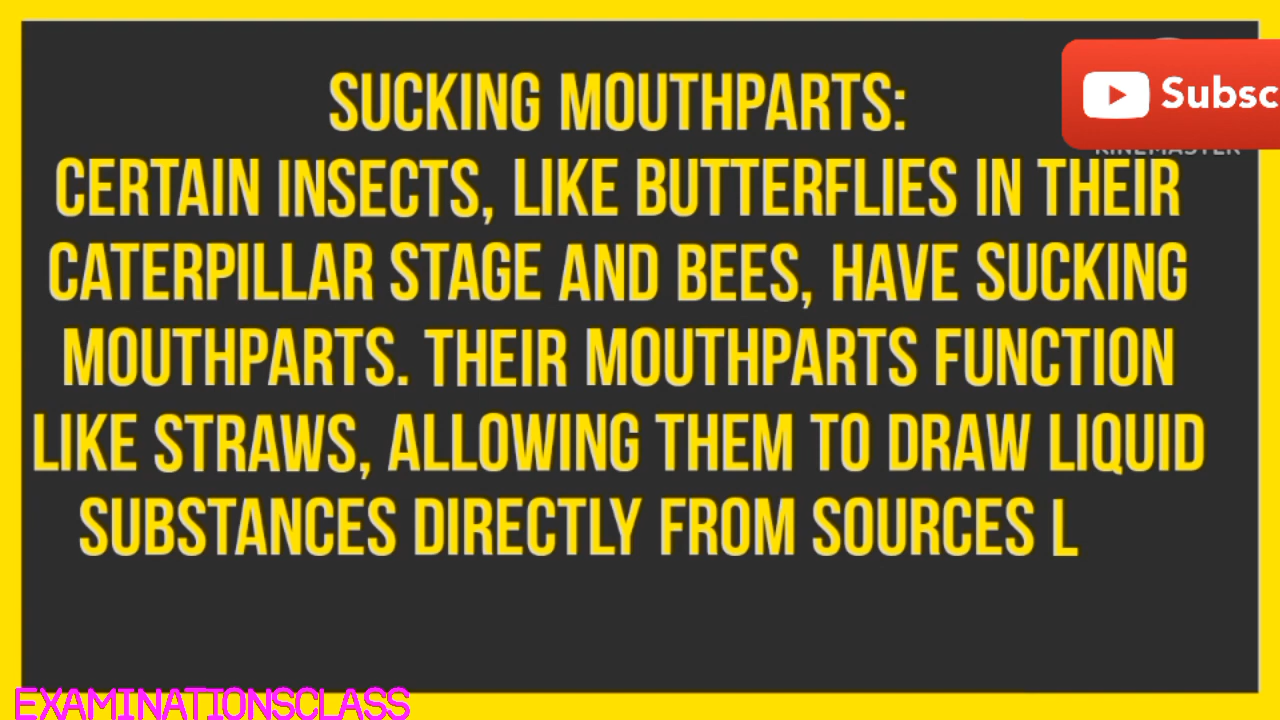 SUCKING MOUTHPARTS:
Subsc
KINEMASTER
CERTAIN INSECTS, LIKE BUTTERFLIES IN THEIR
CATERPILLAR STAGE AND BEES, HAVE SUCKING
MOUTHPARTS. THEIR MOUTHPARTS FUNCTION
LIKE STRAWS, ALLOWING THEM TO DRAW LIQUID
SUBSTANCES DIRECTLY FROM SOURCES L
EXAMINATIONSCLASS